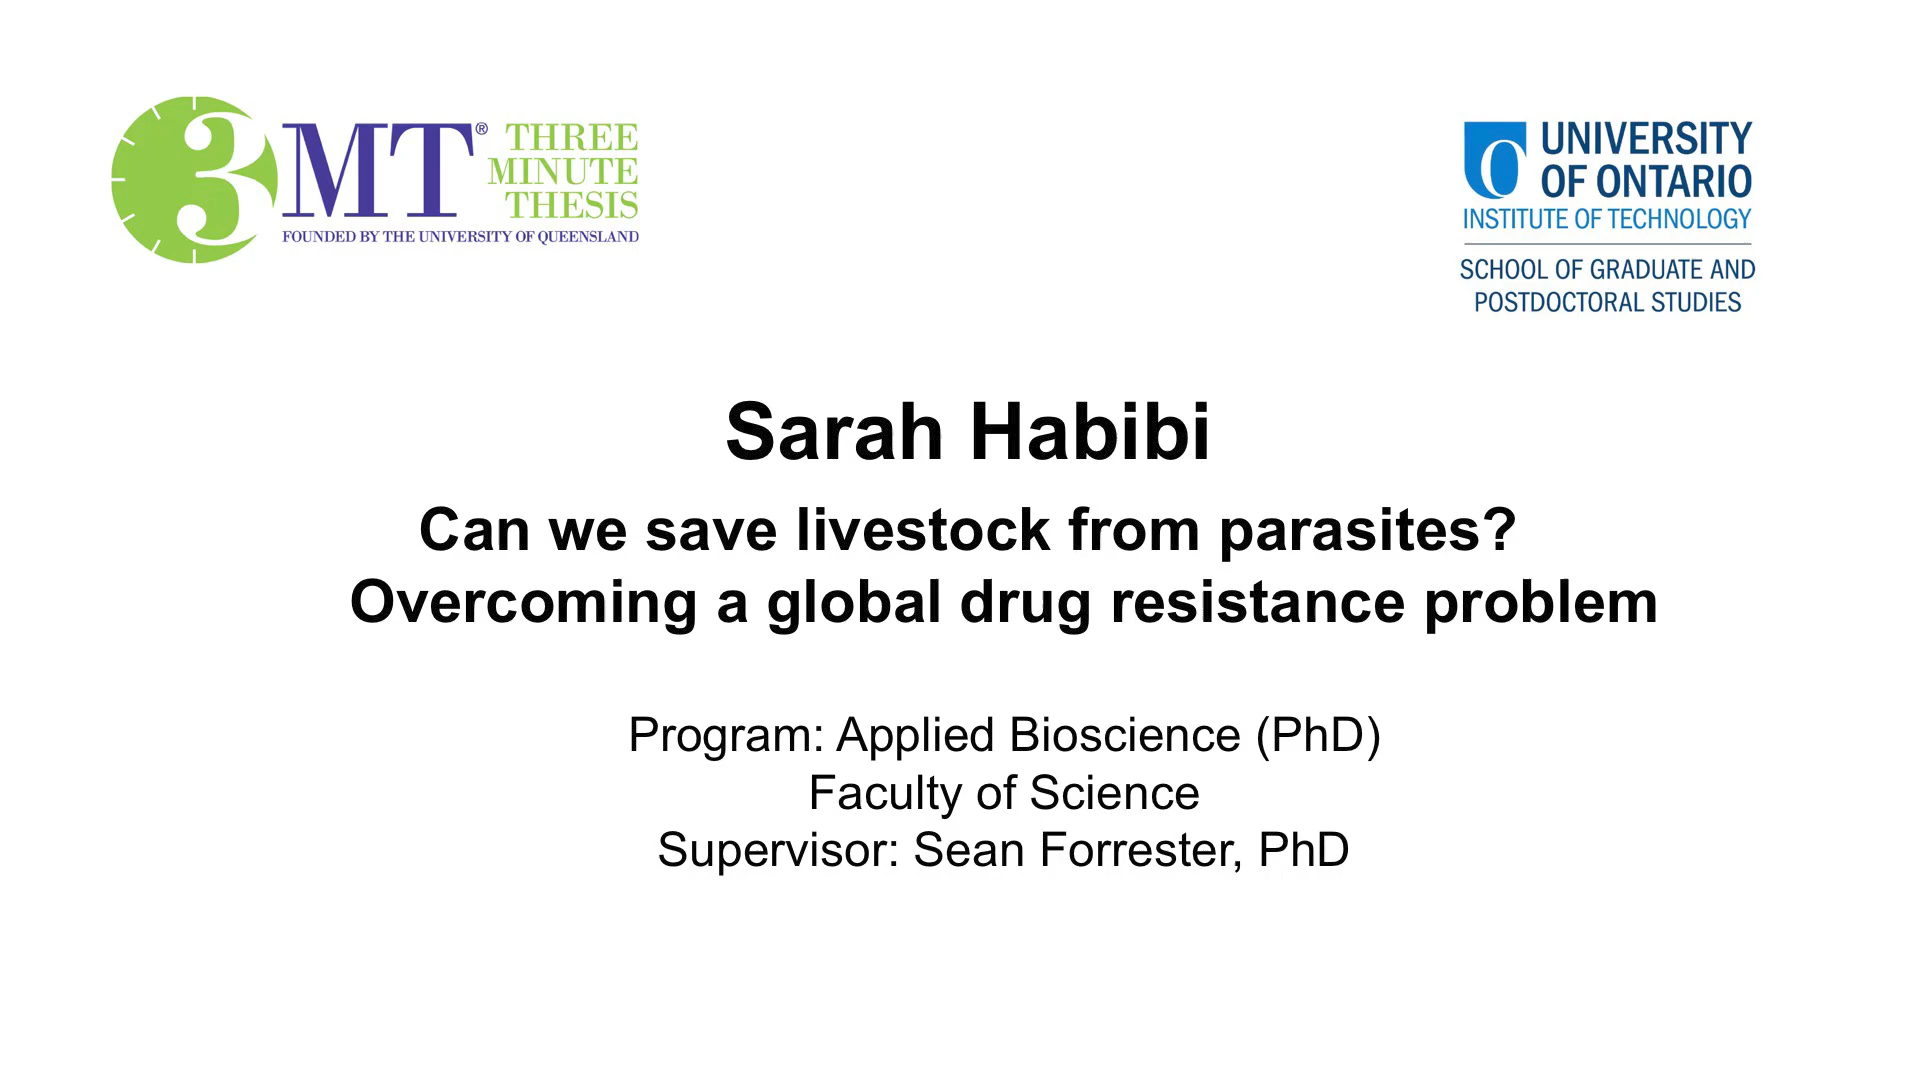 3MT® THREE
MINUTE
THESIS
FOUNDED BY THE UNIVERSITY OF QUEENSLAND
UNIVERSITY
OF ONTARIO
INSTITUTE OF TECHNOLOGY
SCHOOL OF GRADUATE AND
POSTDOCTORAL STUDIES
Sarah Habibi
Can we save livestock from parasites?
Overcoming a global drug resistance problem
Program: Applied Bioscience (PhD)
Faculty of Science
Supervisor: Sean Forrester, PhD